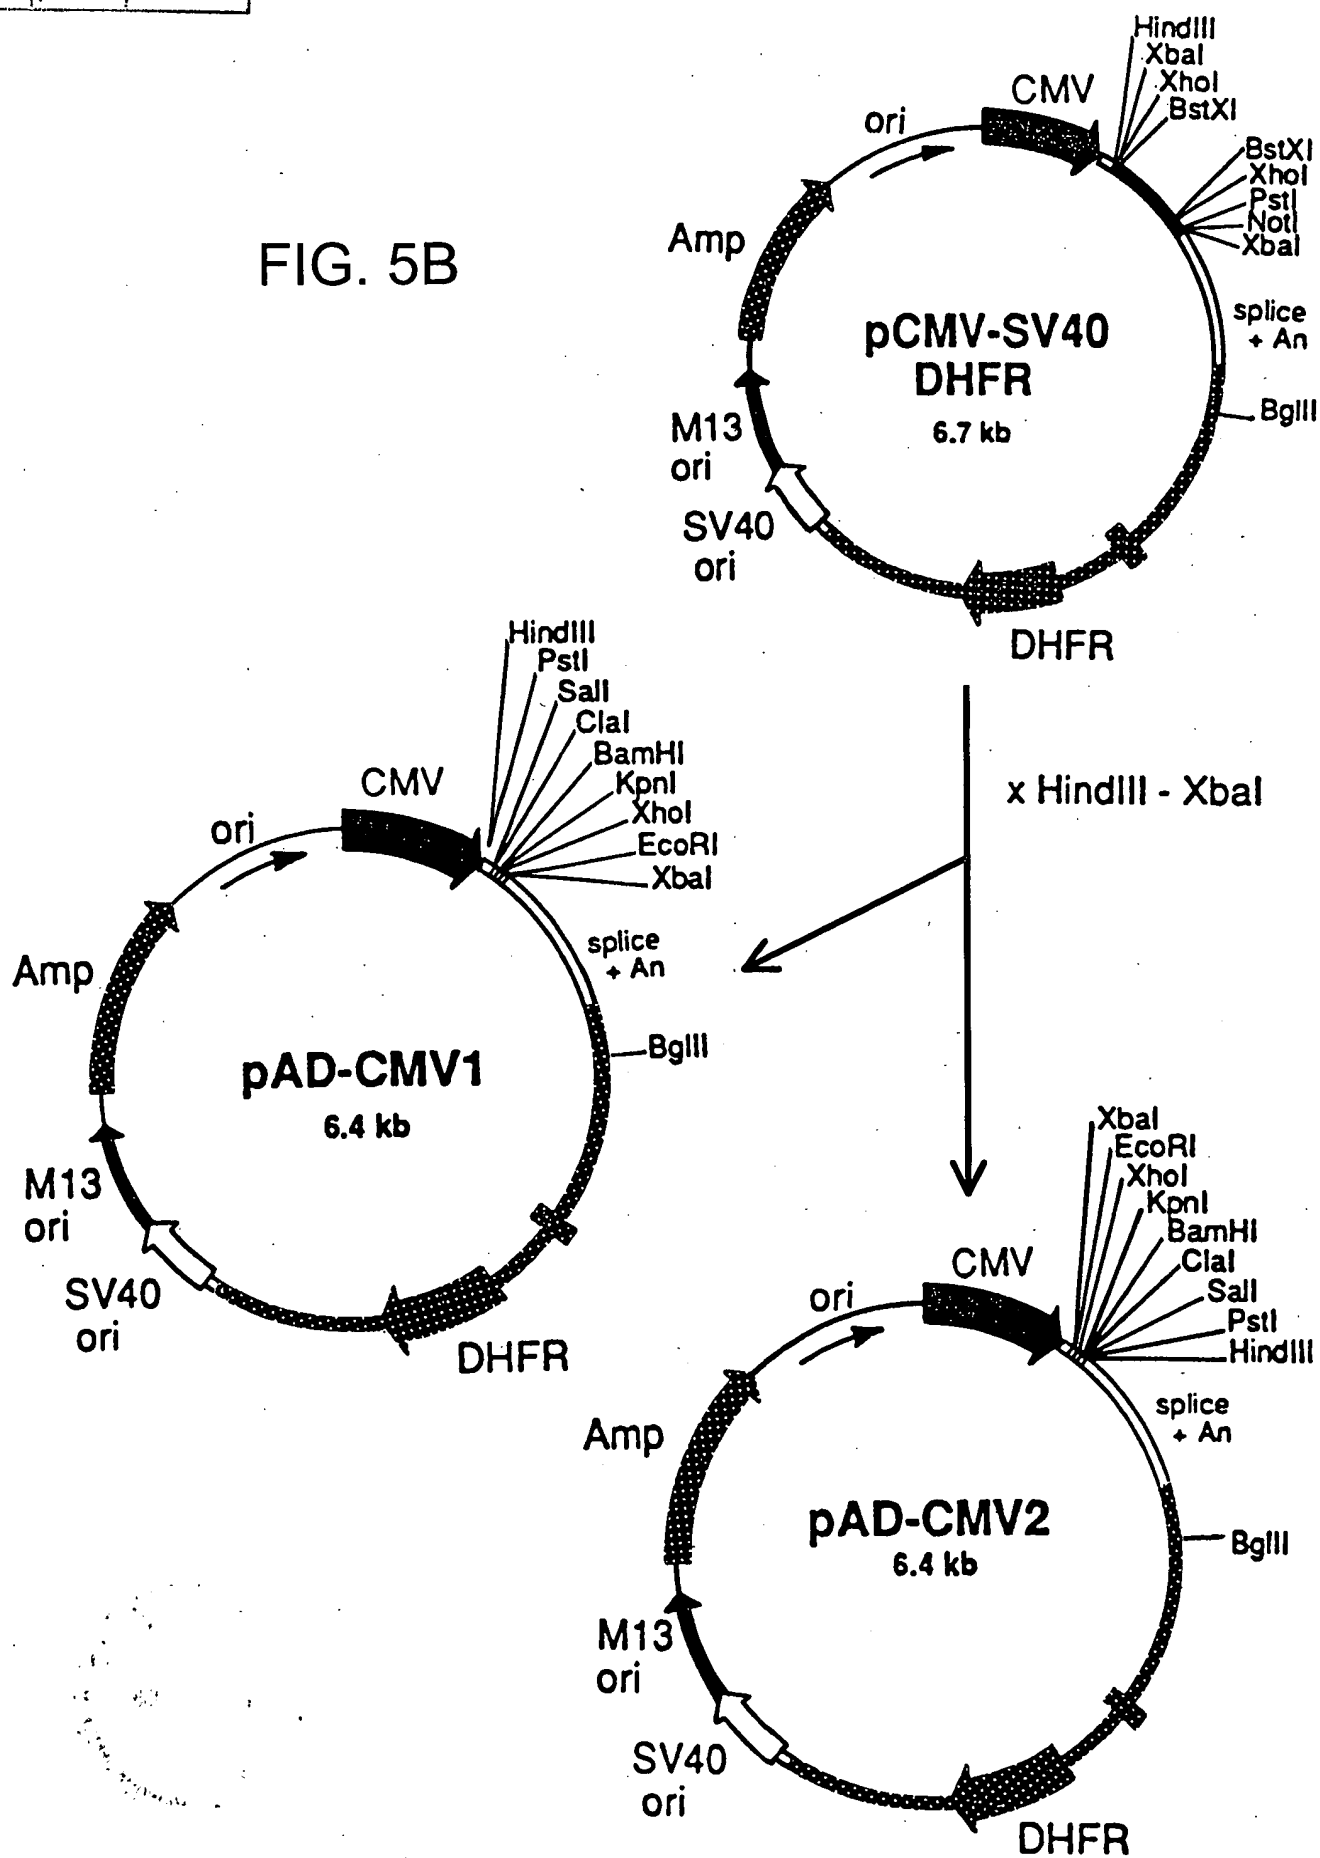 FIG. 5B
HindIII
XbaI
XhoI
BstXI
BstXI
XhoI
PstI
NotI
XbaI
CMV
ori
Amp
pCMV-SV40
DHFR
6.7 kb
splice
+ An
BglII
M13
ori
SV40
ori
DHFR
x HindIII - XbaI
HindIII
PstI
SalI
ClaI
BamHI
KpnI
XhoI
EcoRI
XbaI
CMV
ori
Amp
splice
+ An
BglII
pAD-CMV1
6.4 kb
M13
ori
SV40
ori
DHFR
XbaI
EcoRI
XhoI
KpnI
BamHI
ClaI
SalI
PstI
HindIII
CMV
ori
Amp
splice
+ An
pAD-CMV2
6.4 kb
BglII
M13
ori
SV40
ori
DHFR